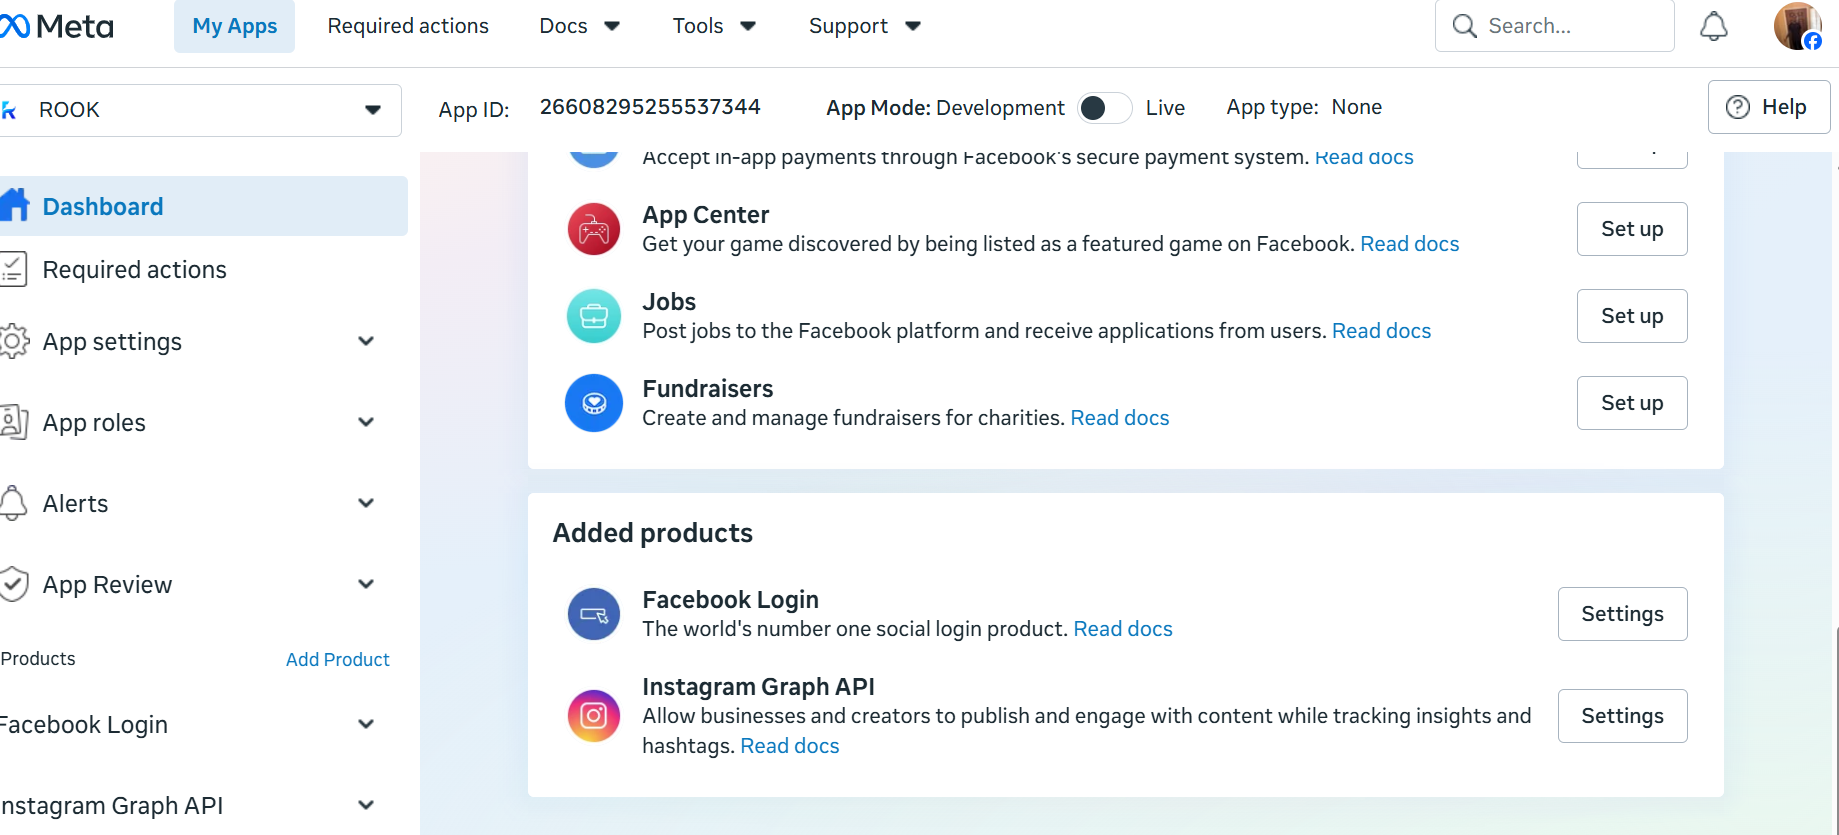 Meta
My Apps
Required actions
Docs
Tools
Support
Search...
ROOK
App ID:
26608295255537344
App Mode: Development
Live
App type: None
Help
Dashboard
Required actions
App settings
App roles
Alerts
App Review
Products
Add Product
Facebook Login
Instagram Graph API
Accept in-app payments through Facebook's secure payment system. Read docs
App Center
Get your game discovered by being listed as a featured game on Facebook. Read docs
Set up
Jobs
Post jobs to the Facebook platform and receive applications from users. Read docs
Set up
Fundraisers
Create and manage fundraisers for charities. Read docs
Set up
Added products
Facebook Login
The world's number one social login product. Read docs
Settings
Instagram Graph API
Allow businesses and creators to publish and engage with content while tracking insights and
hashtags. Read docs
Settings